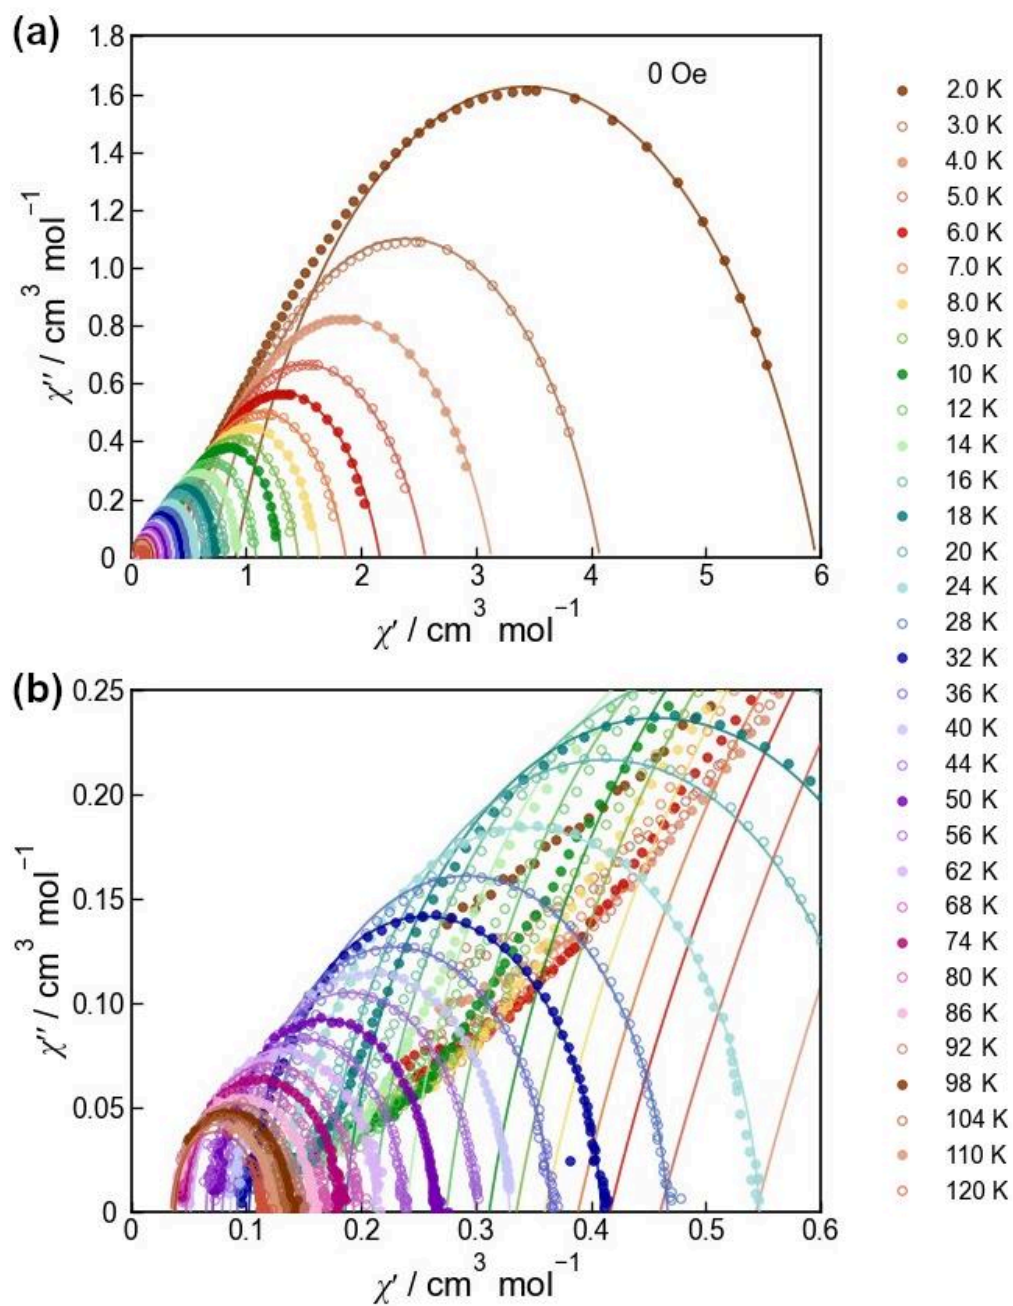 (a)
1.8
1.6
1.4
1.2
1.0
0.8
0.6
0.4
0.2
0
χ″ / cm³ mol⁻¹
0 Oe
0 1 2 3 4 5 6
χ′ / cm³ mol⁻¹
(b)
0.25
0.20
0.15
0.10
0.05
0
χ″ / cm³ mol⁻¹
0 0.1 0.2 0.3 0.4 0.5 0.6
χ′ / cm³ mol⁻¹
2.0 K
3.0 K
4.0 K
5.0 K
6.0 K
7.0 K
8.0 K
9.0 K
10 K
12 K
14 K
16 K
18 K
20 K
24 K
28 K
32 K
36 K
40 K
44 K
50 K
56 K
62 K
68 K
74 K
80 K
86 K
92 K
98 K
104 K
110 K
120 K